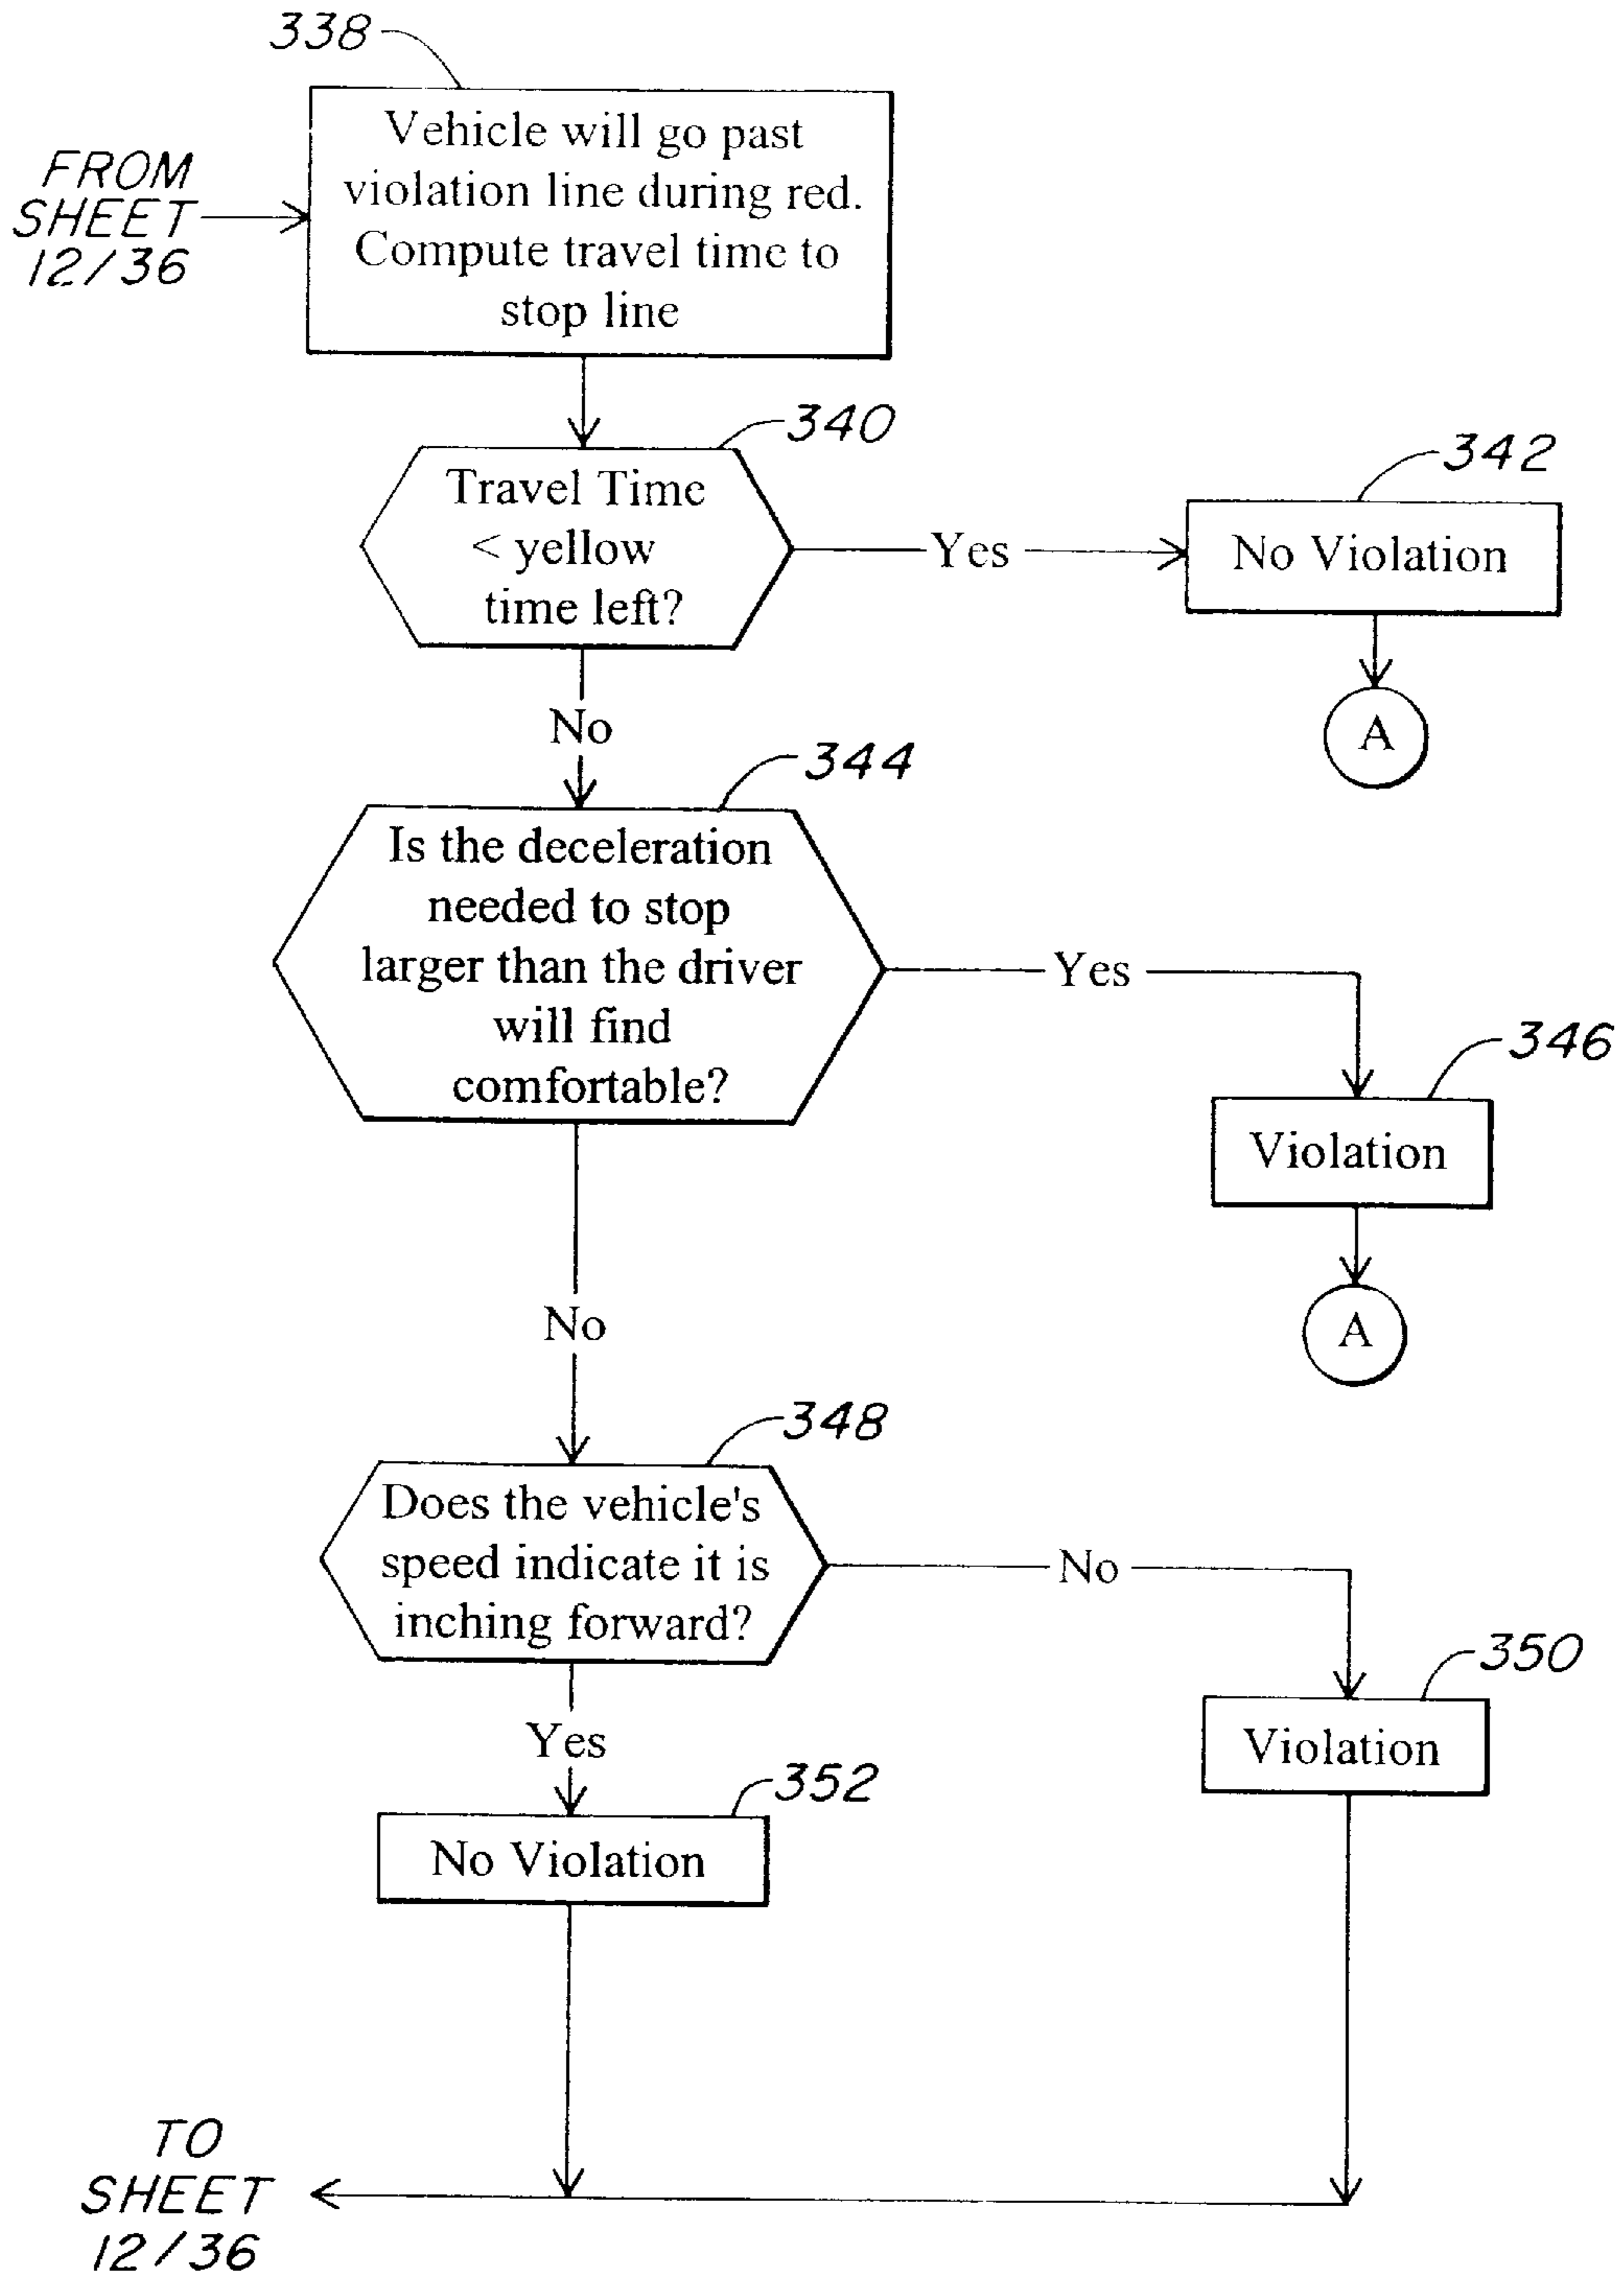 338
FROM
SHEET
12/36
Vehicle will go past
violation line during red.
Compute travel time to
stop line
340
Travel Time
< yellow
time left?
Yes
342
No Violation
A
No
344
Is the deceleration
needed to stop
larger than the driver
will find
comfortable?
Yes
346
Violation
A
No
348
Does the vehicle's
speed indicate it is
inching forward?
No
350
Violation
Yes
352
No Violation
TO
SHEET
12/36